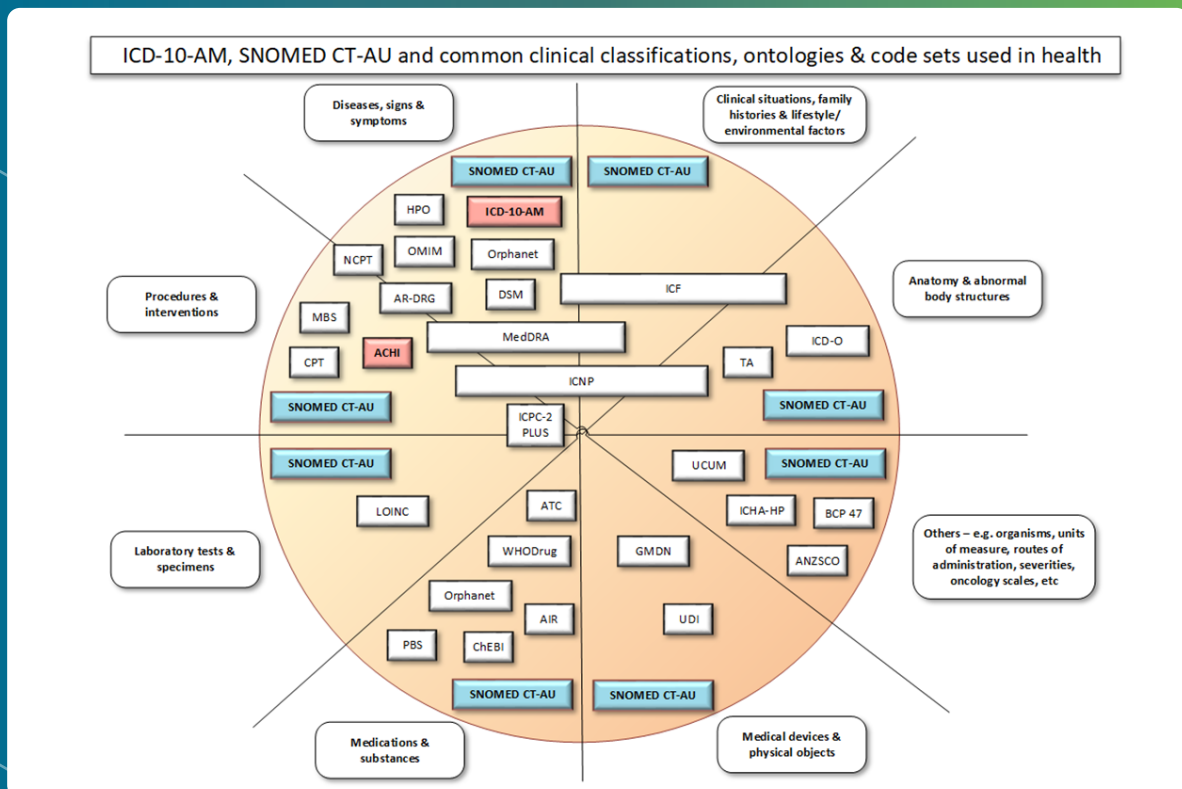 ICD-10-AM, SNOMED CT-AU and common clinical classifications, ontologies & code sets used in health
Diseases, signs &
symptoms
Clinical situations, family
histories & lifestyle/
environmental factors
SNOMED CT-AU
SNOMED CT-AU
HPO
ICD-10-AM
NCPT
OMIM
Orphanet
Procedures &
interventions
AR-DRG
DSM
ICF
Anatomy & abnormal
body structures
MBS
MedDRA
ICD-O
CPT
ACHI
TA
ICNP
SNOMED CT-AU
ICPC-2
PLUS
SNOMED CT-AU
SNOMED CT-AU
UCUM
SNOMED CT-AU
LOINC
ATC
ICHA-HP
BCP 47
Laboratory tests &
specimens
WHODrug
GMDN
ANZSCO
Others – e.g. organisms, units
of measure, routes of
administration, severities,
oncology scales, etc
Orphanet
AIR
UDI
PBS
ChEBI
SNOMED CT-AU
SNOMED CT-AU
Medications &
substances
Medical devices &
physical objects